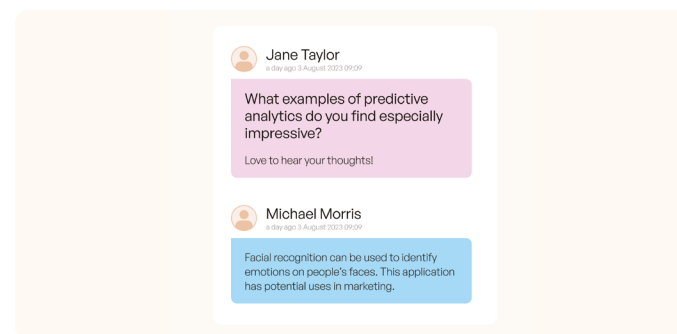 Jane Taylor
a day ago 3 August 2023 09:09
What examples of predictive
analytics do you find especially
impressive?
Love to hear your thoughts!
Michael Morris
a day ago 3 August 2023 09:09
Facial recognition can be used to identify
emotions on people's faces. This application
has potential uses in marketing.